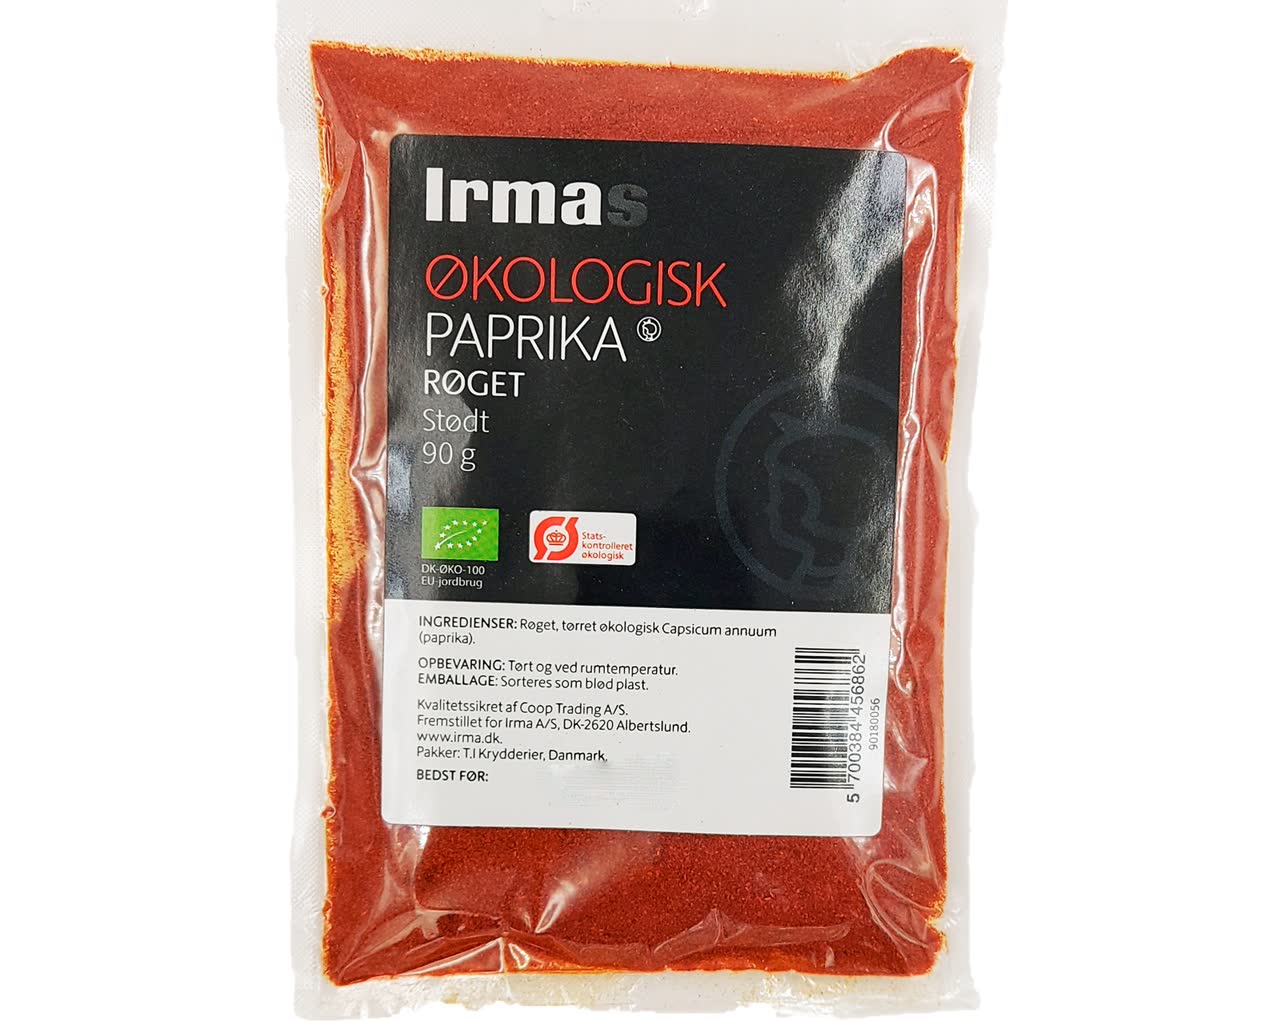 Irmas
ØKOLOGISK
PAPRIKA
RØGET
Stødt
90 g
DK-ØKO-100
EU-jordbrug
Stats-
kontrolleret
økologisk
INGREDIENSER: Røget, tørret økologisk Capsicum annuum
(paprika).
OPBEVARING: Tørt og ved rumtemperatur.
EMBALLAGE: Sorteres som blød plast.
Kvalitetssikret af Coop Trading A/S.
Fremstillet for Irma A/S, DK-2620 Albertslund.
www.irma.dk.
Pakker: T.I Krydderier, Danmark.
BEDST FØR:
5 700384 456862
90180056